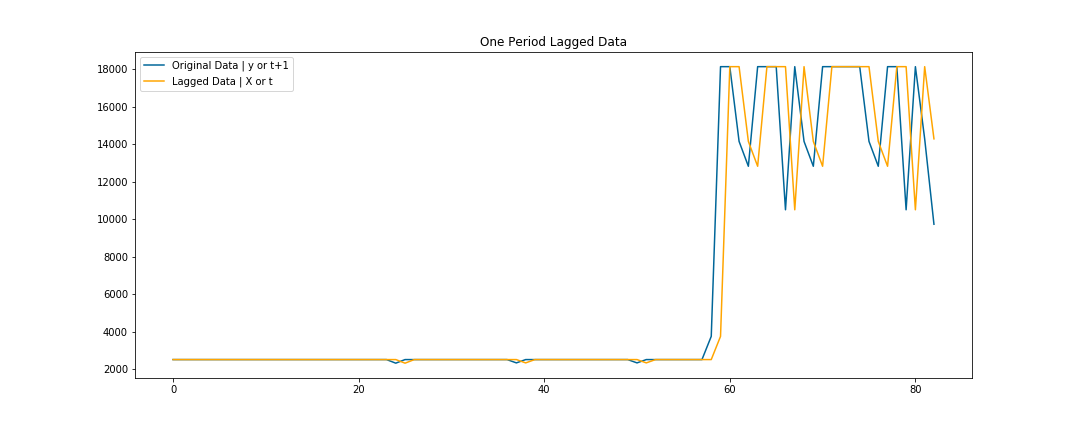 One Period Lagged Data
Original Data | y or t+1
Lagged Data | X or t
18000
16000
14000
12000
10000
8000
6000
4000
2000
0 20 40 60 80